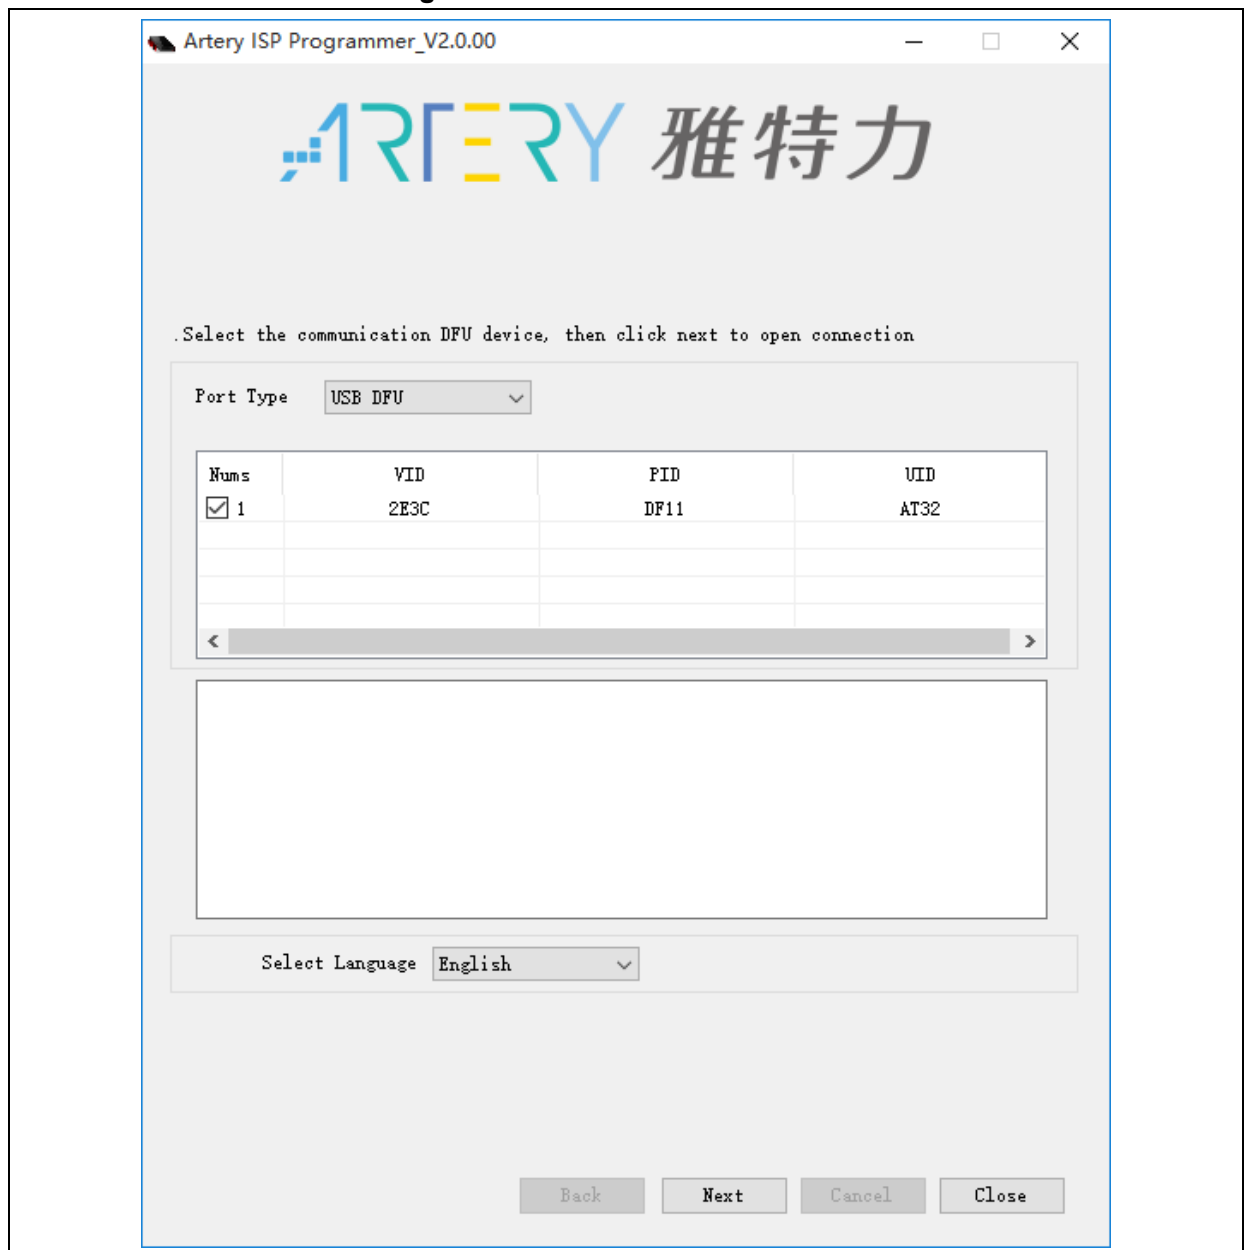 Artery ISP Programmer_V2.0.00
ARTERY 雅特力
.Select the communication DFU device, then click next to open connection
Port Type USB DFU
Nums VID PID UID
1 2E3C DF11 AT32
Select Language English
Back Next Cancel Close